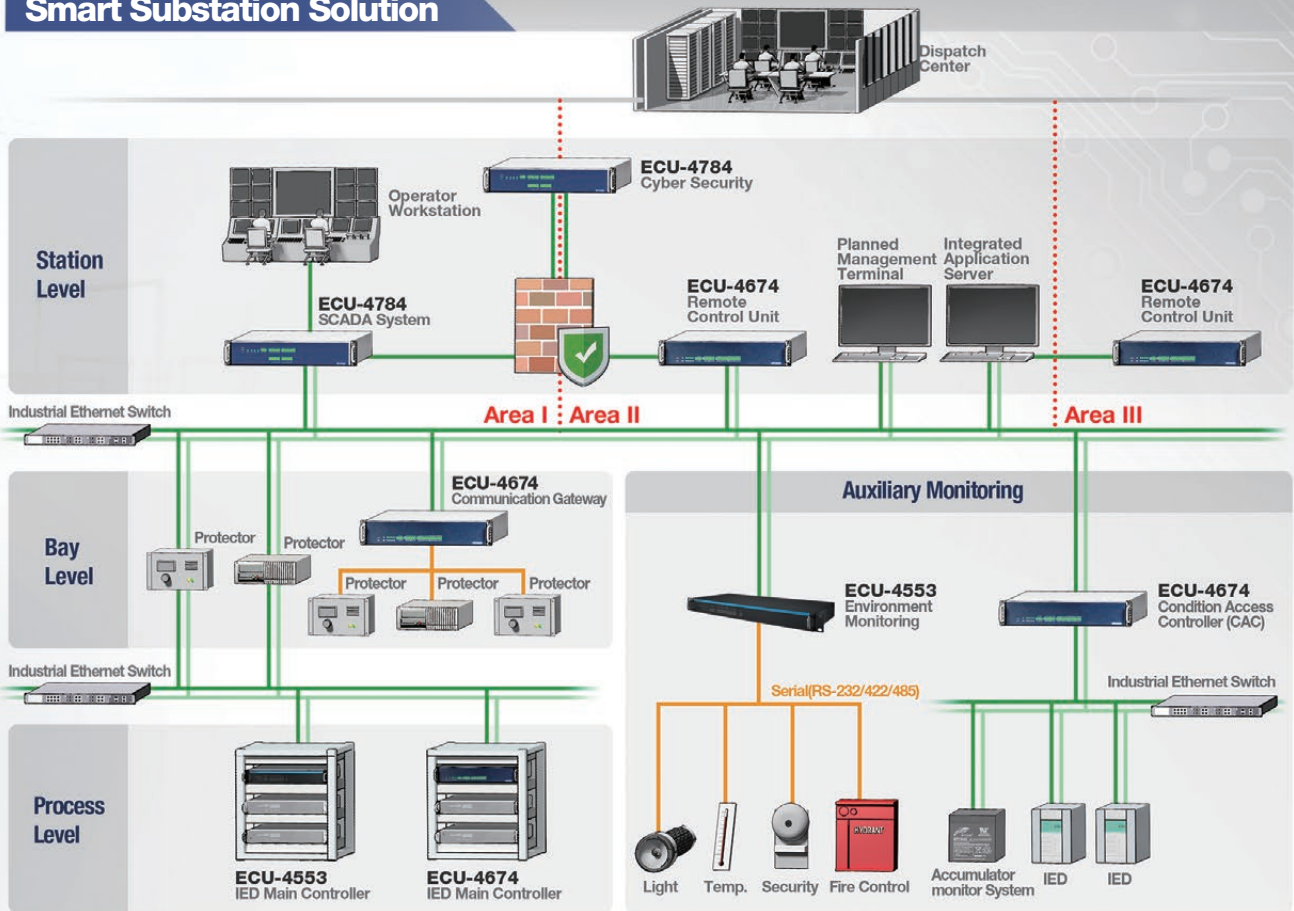 Smart Substation Solution
Dispatch
Center
ECU-4784
Cyber Security
Operator
Workstation
Station
Level
Planned
Management
Terminal
Integrated
Application
Server
ECU-4784
SCADA System
ECU-4674
Remote
Control Unit
ECU-4674
Remote
Control Unit
Industrial Ethernet Switch
Area I
Area II
Area III
Bay
Level
ECU-4674
Communication Gateway
Protector
Protector
Protector
Protector
Protector
Auxiliary Monitoring
ECU-4553
Environment
Monitoring
ECU-4674
Condition Access
Controller (CAC)
Industrial Ethernet Switch
Serial(RS-232/422/485)
Industrial Ethernet Switch
Process
Level
ECU-4553
IED Main Controller
ECU-4674
IED Main Controller
HYDRANT
Light
Temp.
Security
Fire Control
Accumulator
monitor System
IED
IED